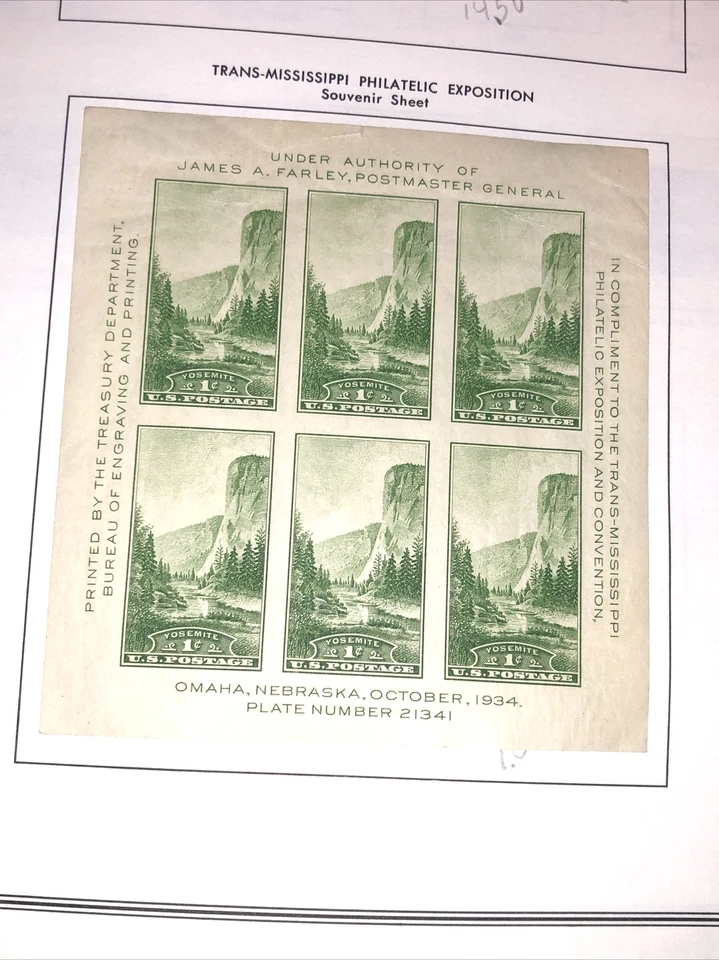 1450
TRANS-MISSISSIPPI PHILATELIC EXPOSITION
Souvenir Sheet
UNDER AUTHORITY OF
JAMES A. FARLEY, POSTMASTER GENERAL
PRINTED BY THE TREASURY DEPARTMENT,
BUREAU OF ENGRAVING AND PRINTING.
IN COMPLIMENT TO THE TRANS-MISSISSIPPI
PHILATELIC EXPOSITION AND CONVENTION,
YOSEMITE
1¢
U.S. POSTAGE
YOSEMITE
1¢
U.S. POSTAGE
YOSEMITE
1¢
U.S. POSTAGE
YOSEMITE
1¢
U.S. POSTAGE
YOSEMITE
1¢
U.S. POSTAGE
YOSEMITE
1¢
U.S. POSTAGE
OMAHA, NEBRASKA, OCTOBER, 1934.
PLATE NUMBER 21341